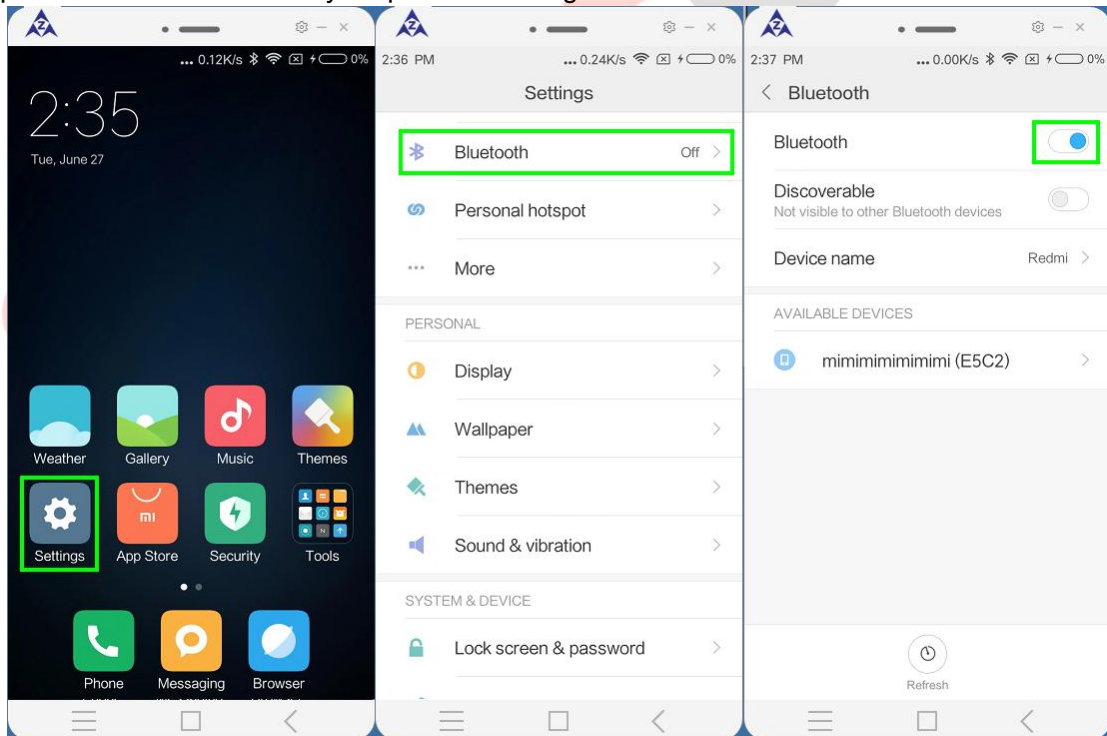 ... 0.12K/s 0%
2:35
Tue, June 27
Weather Gallery Music Themes
mi
Settings App Store Security Tools
Phone Messaging Browser
2:36 PM ... 0.24K/s 0%
Settings
Bluetooth Off
Personal hotspot
More
PERSONAL
Display
Wallpaper
Themes
Sound & vibration
SYSTEM & DEVICE
Lock screen & password
2:37 PM ... 0.00K/s 0%
Bluetooth
Bluetooth
Discoverable
Not visible to other Bluetooth devices
Device name Redmi
AVAILABLE DEVICES
mimimimimimimi (E5C2)
Refresh